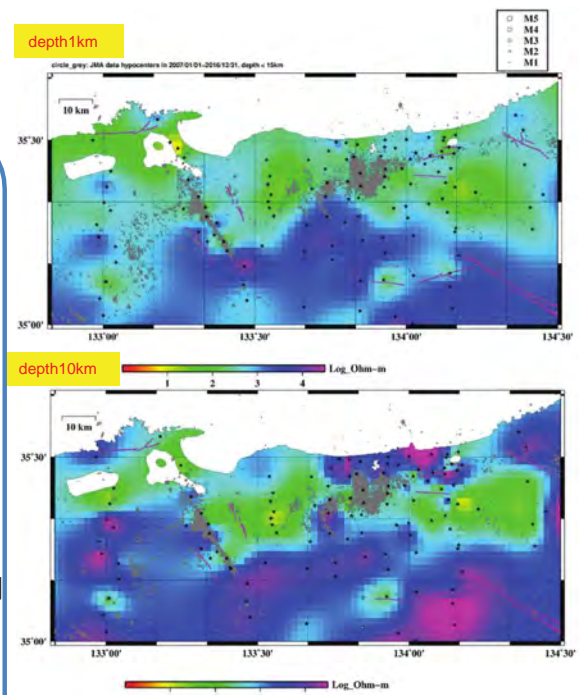 depth1km
M5
M4
M3
M2
M1
circle_grey: JMA data hypocenters in 2007/01/01-2016/12/31, depth < 15km
10 km
35°30'
35°00'
133°00'
133°30'
134°00'
134°30'
1
2
3
4
Log_Ohm-m
depth10km
10 km
35°30'
35°00'
133°00'
133°30'
134°00'
134°30'
Log_Ohm-m